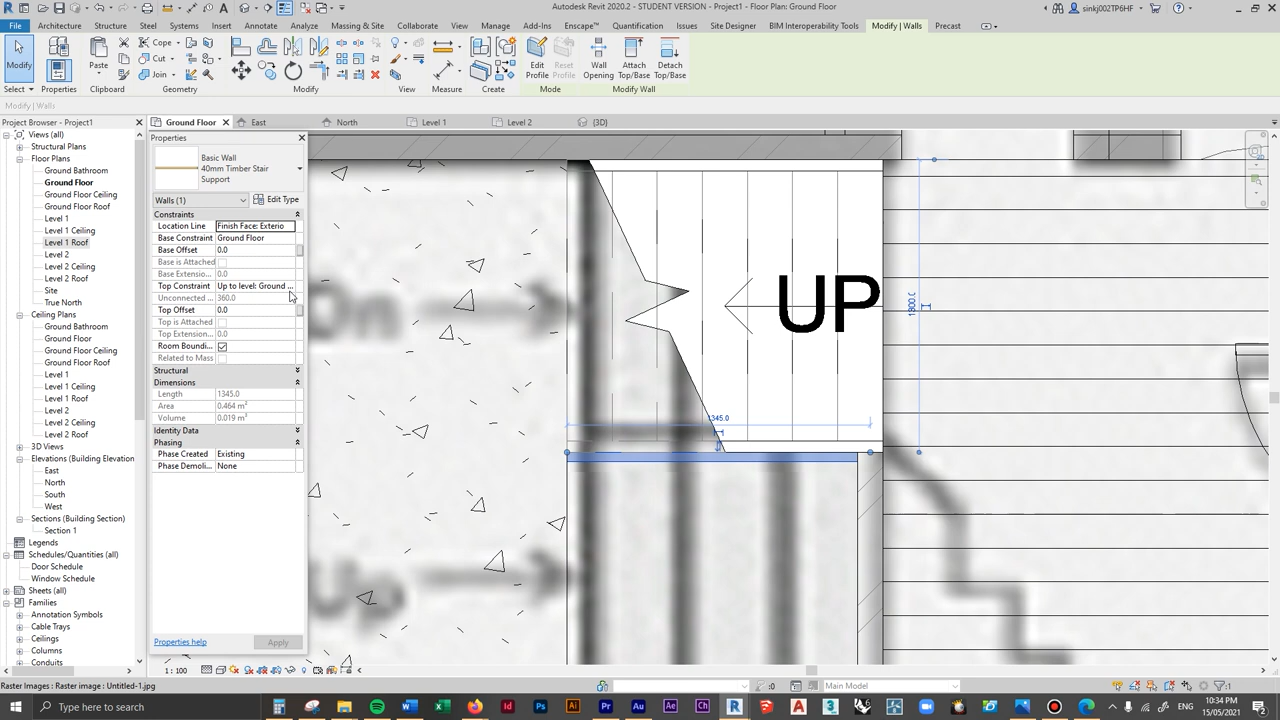 Autodesk Revit 2020.2 - STUDENT VERSION - Project1 - Floor Plan: Ground Floor
sinkj002TP6HF
File Architecture Structure Steel Systems Insert Annotate Analyze Massing & Site Collaborate View Manage Add-Ins Enscape™ Quantification Issues Site Designer BIM Interoperability Tools Modify | Walls Precast
Modify Paste Cope Cut Join Edit Profile Reset Profile Wall Opening Attach Top/Base Detach Top/Base
Select Properties Clipboard Geometry Modify View Measure Create Mode Modify Wall
Modify | Walls
Project Browser - Project1
Views (all)
Structural Plans
Floor Plans
Ground Bathroom
Ground Floor
Ground Floor Ceiling
Ground Floor Roof
Level 1
Level 1 Ceiling
Level 1 Roof
Level 2
Level 2 Ceiling
Level 2 Roof
Site
True North
Ceiling Plans
Ground Bathroom
Ground Floor
Ground Floor Ceiling
Ground Floor Roof
Level 1
Level 1 Ceiling
Level 1 Roof
Level 2
Level 2 Ceiling
Level 2 Roof
3D Views
Elevations (Building Elevation
East
North
South
West
Sections (Building Section)
Section 1
Legends
Schedules/Quantities (all)
Door Schedule
Window Schedule
Sheets (all)
Families
Annotation Symbols
Cable Trays
Ceilings
Columns
Conduits
Ground Floor East North Level 1 Level 2 {3D}
Properties
Basic Wall
40mm Timber Stair
Support
Walls (1) Edit Type
Constraints
Location Line Finish Face: Exterio
Base Constraint Ground Floor
Base Offset 0.0
Base is Attached
Base Extensio... 0.0
Top Constraint Up to level: Ground ...
Unconnected ... 360.0
Top Offset 0.0
Top is Attached
Top Extension... 0.0
Room Boundi...
Related to Mass
Structural
Dimensions
Length 1345.0
Area 0.464 m²
Volume 0.019 m³
Identity Data
Phasing
Phase Created Existing
Phase Demoli... None
Properties help Apply
UP
1300.0
1345.0
1 : 100
Raster Images : Raster image : Untitled-1.jpg
:0 Main Model :1
Type here to search
ENG
10:34 PM
15/05/2021